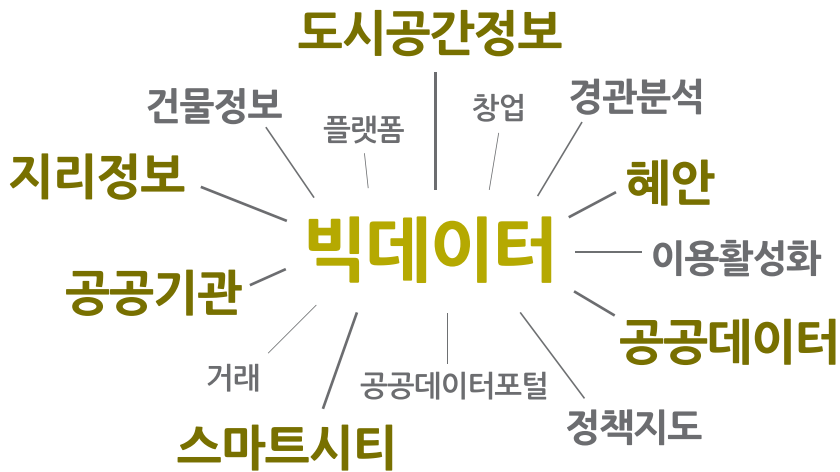 도시공간정보
건물정보
플랫폼
창업
경관분석
지리정보
혜안
빅데이터
이용활성화
공공기관
공공데이터
거래
공공데이터포털
정책지도
스마트시티